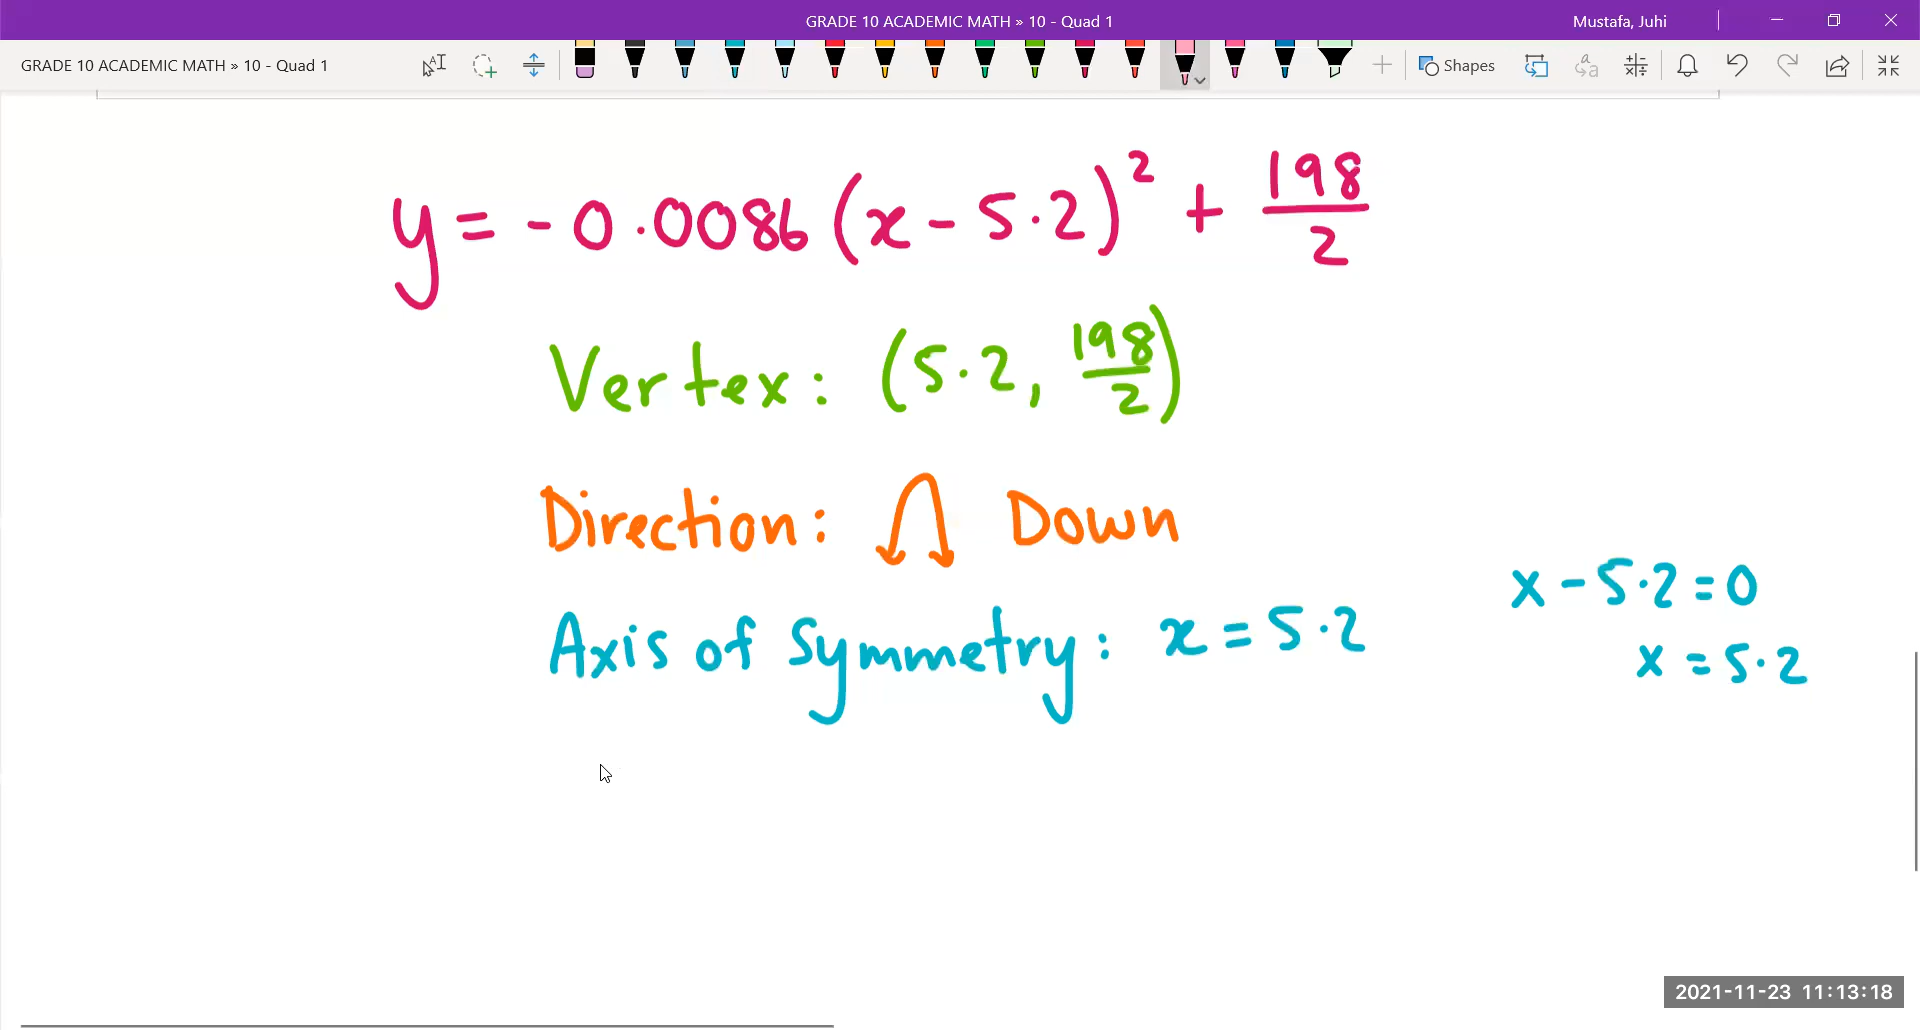 GRADE 10 ACADEMIC MATH » 10 - Quad 1
Mustafa, Juhi
GRADE 10 ACADEMIC MATH » 10 - Quad 1
Shapes
y = -0.0086 (x - 5.2)² + 198/2
Vertex: (5.2, 198/2)
Direction: Down
x - 5.2 = 0
Axis of Symmetry: x = 5.2
x = 5.2
2021-11-23 11:13:18